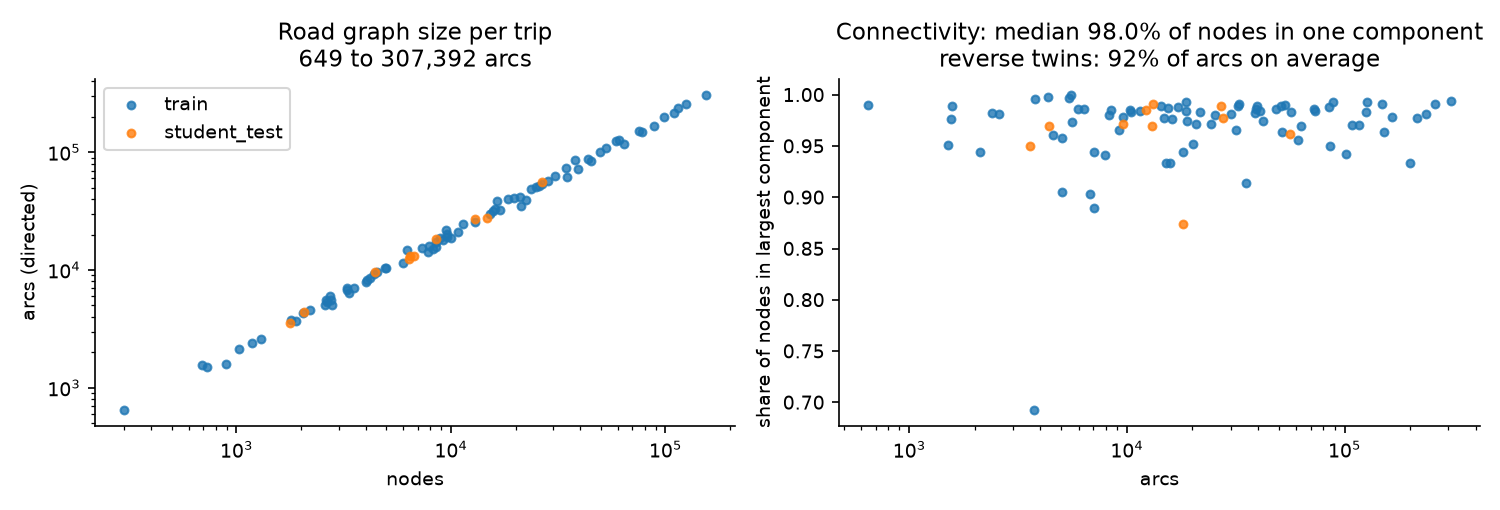 Road graph size per trip
649 to 307,392 arcs
train
student_test
arcs (directed)
10^5
10^4
10^3
10^3
10^4
10^5
nodes
Connectivity: median 98.0% of nodes in one component
reverse twins: 92% of arcs on average
share of nodes in largest component
1.00
0.95
0.90
0.85
0.80
0.75
0.70
10^3
10^4
10^5
arcs